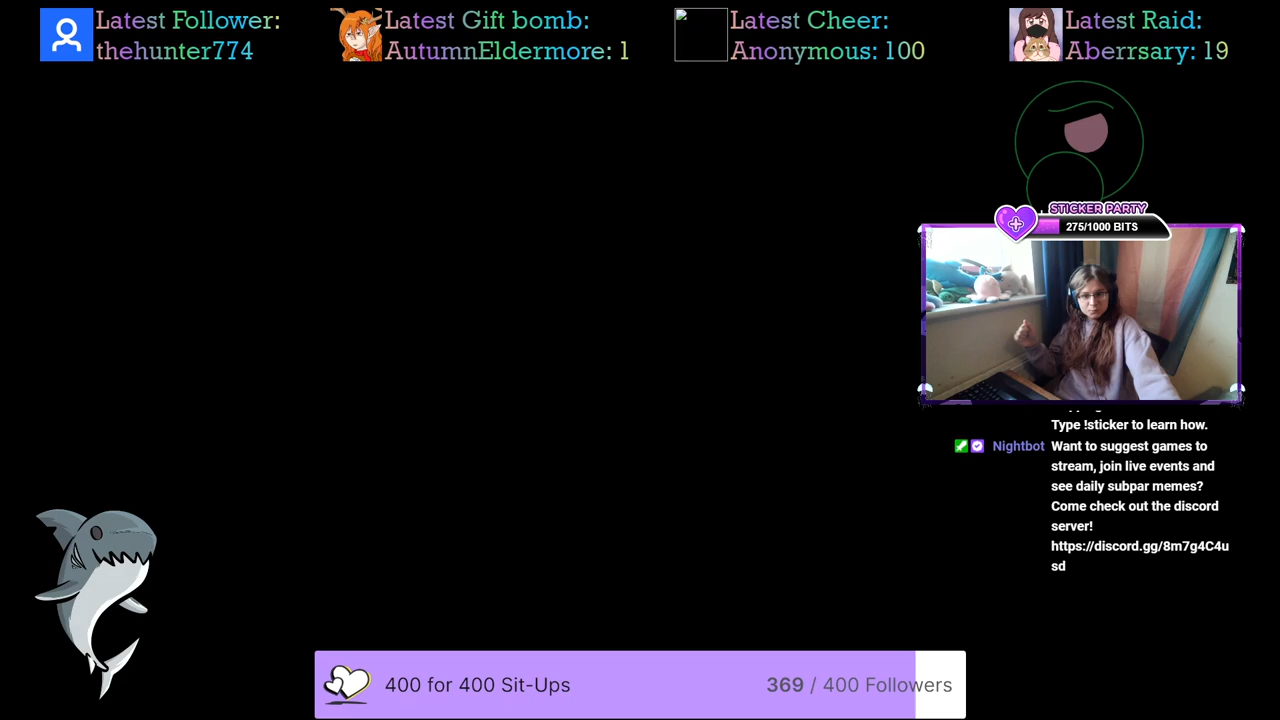 Latest Follower:
thehunter774
Latest Gift bomb:
AutumnEldermore: 1
Latest Cheer:
Anonymous: 100
Latest Raid:
Aberrsary: 19
STICKER PARTY
275/1000 BITS
Type !sticker to learn how.
Nightbot Want to suggest games to
stream, join live events and
see daily subpar memes?
Come check out the discord
server!
https://discord.gg/8m7g4C4u
sd
400 for 400 Sit-Ups
369 / 400 Followers